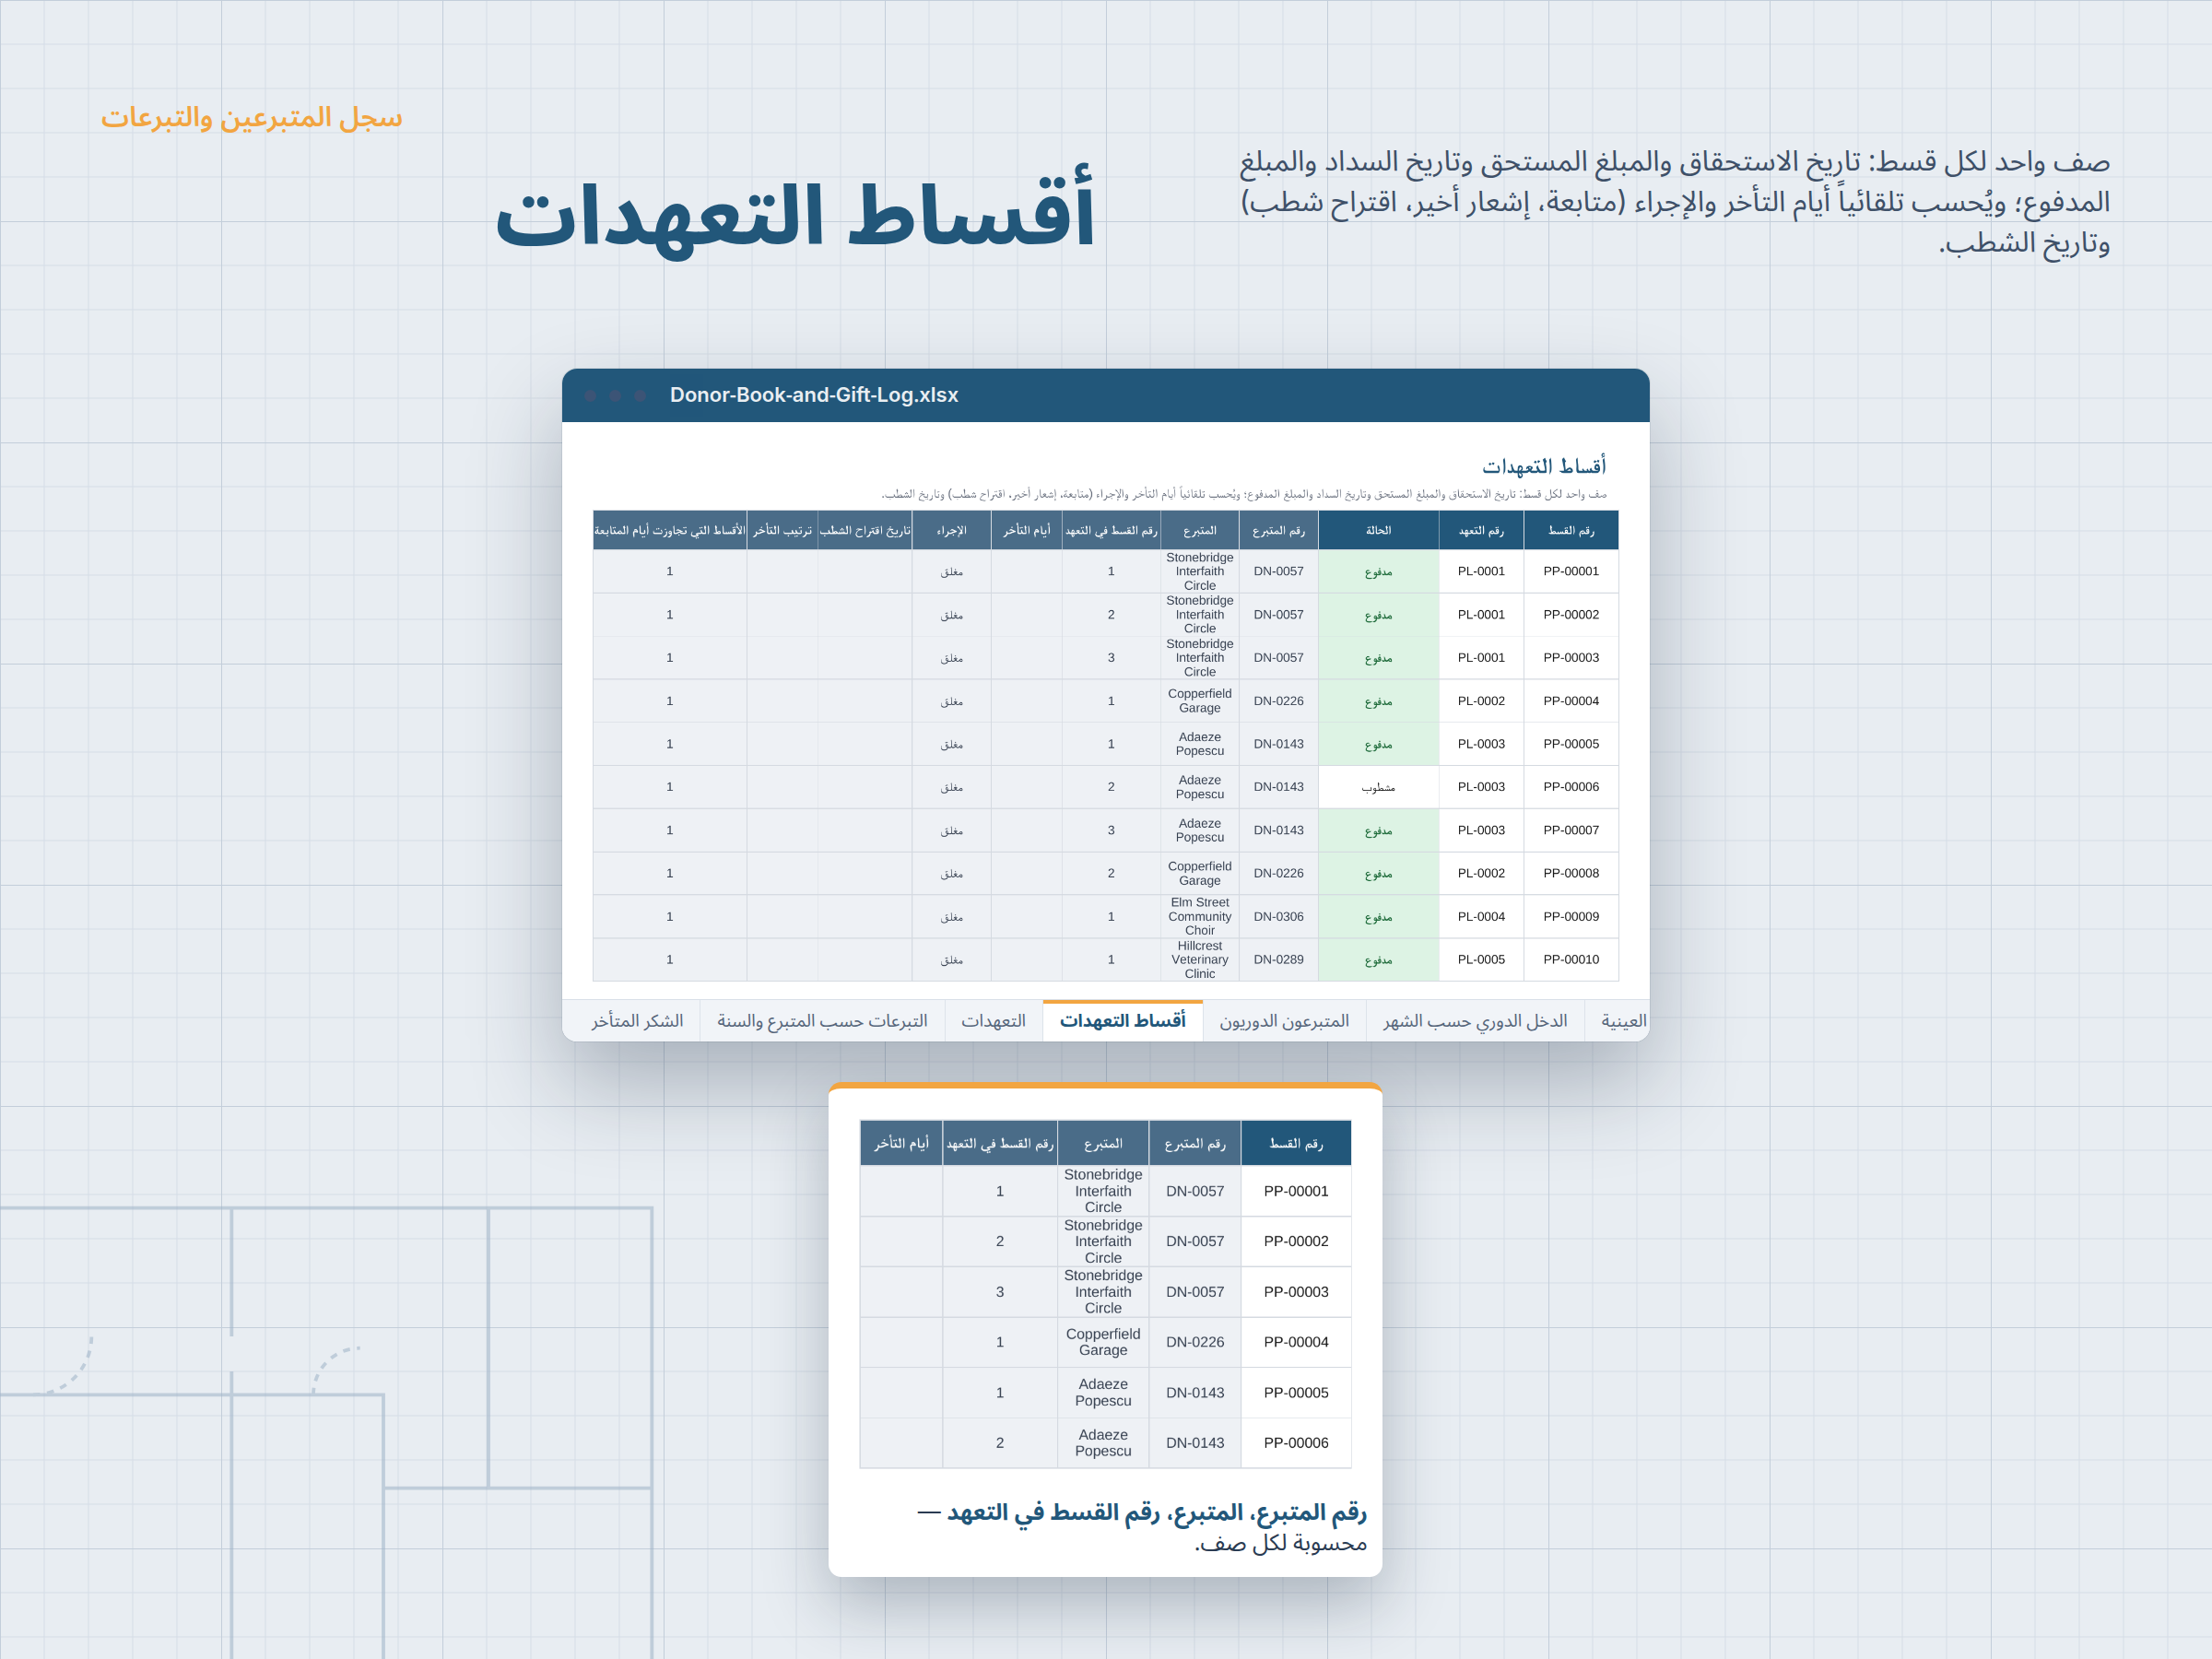 سجل المتبرعين والتبرعات
أقساط التعهدات
صف واحد لكل قسط: تاريخ الاستحقاق والمبلغ المستحق وتاريخ السداد والمبلغ
المدفوع؛ ويُحسب تلقائياً أيام التأخر والإجراء (متابعة، إشعار أخير، اقتراح شطب)
وتاريخ الشطب.
Donor-Book-and-Gift-Log.xlsx
أقساط التعهدات
صف واحد لكل قسط: تاريخ الاستحقاق والمبلغ المستحق وتاريخ السداد والمبلغ المدفوع؛ ويُحسب تلقائياً أيام التأخر والإجراء (متابعة، إشعار أخير، اقتراح شطب) وتاريخ الشطب.
رقم القسط رقم التعهد الحالة رقم المتبرع المتبرع رقم القسط في التعهد أيام التأخر الإجراء تاريخ اقتراح الشطب ترتيب التأخر الأقساط التي تجاوزت أيام المتابعة
PP-00001 PL-0001 مدفوع DN-0057 Stonebridge Interfaith Circle 1 مغلق 1
PP-00002 PL-0001 مدفوع DN-0057 Stonebridge Interfaith Circle 2 مغلق 1
PP-00003 PL-0001 مدفوع DN-0057 Stonebridge Interfaith Circle 3 مغلق 1
PP-00004 PL-0002 مدفوع DN-0226 Copperfield Garage 1 مغلق 1
PP-00005 PL-0003 مدفوع DN-0143 Adaeze Popescu 1 مغلق 1
PP-00006 PL-0003 مشطوب DN-0143 Adaeze Popescu 2 مغلق 1
PP-00007 PL-0003 مدفوع DN-0143 Adaeze Popescu 3 مغلق 1
PP-00008 PL-0002 مدفوع DN-0226 Copperfield Garage 2 مغلق 1
PP-00009 PL-0004 مدفوع DN-0306 Elm Street Community Choir 1 مغلق 1
PP-00010 PL-0005 مدفوع DN-0289 Hillcrest Veterinary Clinic 1 مغلق 1
العينية الدخل الدوري حسب الشهر المتبرعون الدوريون أقساط التعهدات التعهدات التبرعات حسب المتبرع والسنة الشكر المتأخر
رقم القسط رقم المتبرع المتبرع رقم القسط في التعهد أيام التأخر
PP-00001 DN-0057 Stonebridge Interfaith Circle 1
PP-00002 DN-0057 Stonebridge Interfaith Circle 2
PP-00003 DN-0057 Stonebridge Interfaith Circle 3
PP-00004 DN-0226 Copperfield Garage 1
PP-00005 DN-0143 Adaeze Popescu 1
PP-00006 DN-0143 Adaeze Popescu 2
رقم المتبرع، المتبرع، رقم القسط في التعهد —
محسوبة لكل صف.